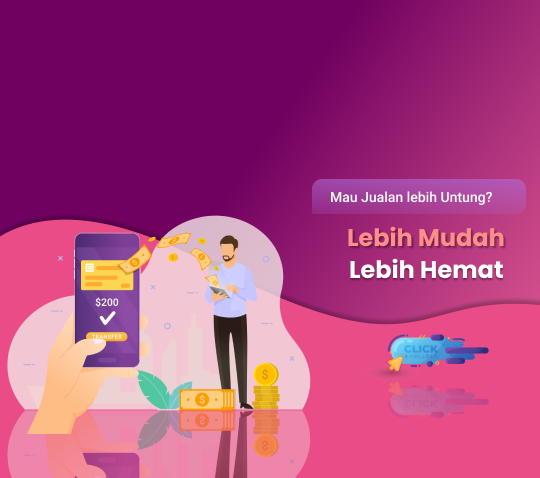 Mau Jualan lebih Untung?
Lebih Mudah
Lebih Hemat
$200
TRANSFER
CLICK